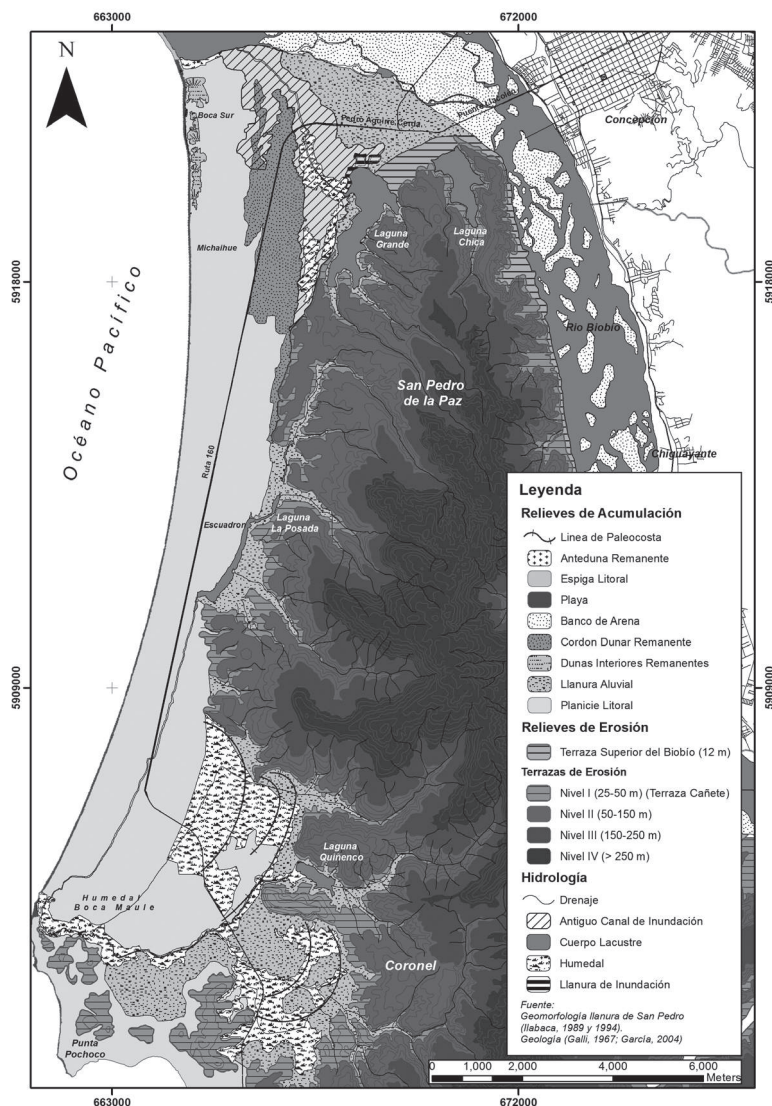 663000
672000
N
Boca Sur
Pedro Aguirre Cerda
Concepción
Michaihue
Laguna
Grande
Laguna
Chica
5918000
5918000
Océano Pacífico
Río Biobío
San Pedro
de la Paz
Ruta 160
Chiguayante
Escuadron
Laguna
La Posada
5909000
5909000
Laguna
Quiñenco
Humedal
Boca Maule
Coronel
Punta
Pochoco
Leyenda
Relieves de Acumulación
Linea de Paleocosta
Anteduna Remanente
Espiga Litoral
Playa
Banco de Arena
Cordon Dunar Remanente
Dunas Interiores Remanentes
Llanura Aluvial
Planicie Litoral
Relieves de Erosión
Terraza Superior del Biobío (12 m)
Terrazas de Erosión
Nivel I (25-50 m) (Terraza Cañete)
Nivel II (50-150 m)
Nivel III (150-250 m)
Nivel IV (> 250 m)
Hidrología
Drenaje
Antiguo Canal de Inundación
Cuerpo Lacustre
Humedal
Llanura de Inundación
Fuente:
Geomorfología llanura de San Pedro
(Ilabaca, 1989 y 1994).
Geología (Galli, 1967; García, 2004)
0 1,000 2,000 4,000 6,000
Meters
663000
672000